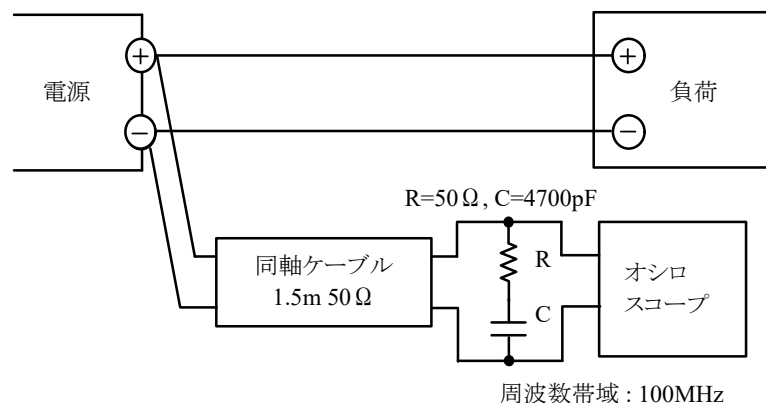 電源
+
−
+
−
負荷
R=50Ω, C=4700pF
同軸ケーブル
1.5m 50Ω
R
C
オシロ
スコープ
周波数帯域 : 100MHz